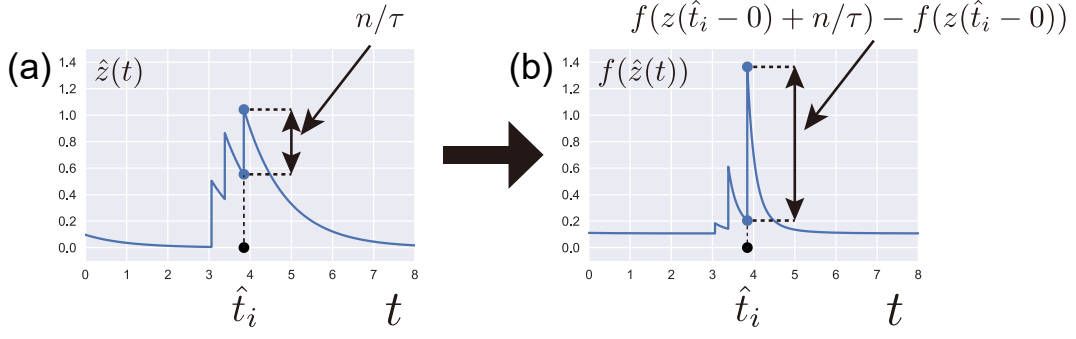 n/τ
f(z(t̂ᵢ − 0) + n/τ) − f(z(t̂ᵢ − 0))
(a)
ẑ(t)
1.4
1.2
1.0
0.8
0.6
0.4
0.2
0.0
0 1 2 3 4 5 6 7 8
t̂ᵢ
t
(b)
f(ẑ(t))
1.4
1.2
1.0
0.8
0.6
0.4
0.2
0.0
0 1 2 3 4 5 6 7 8
t̂ᵢ
t